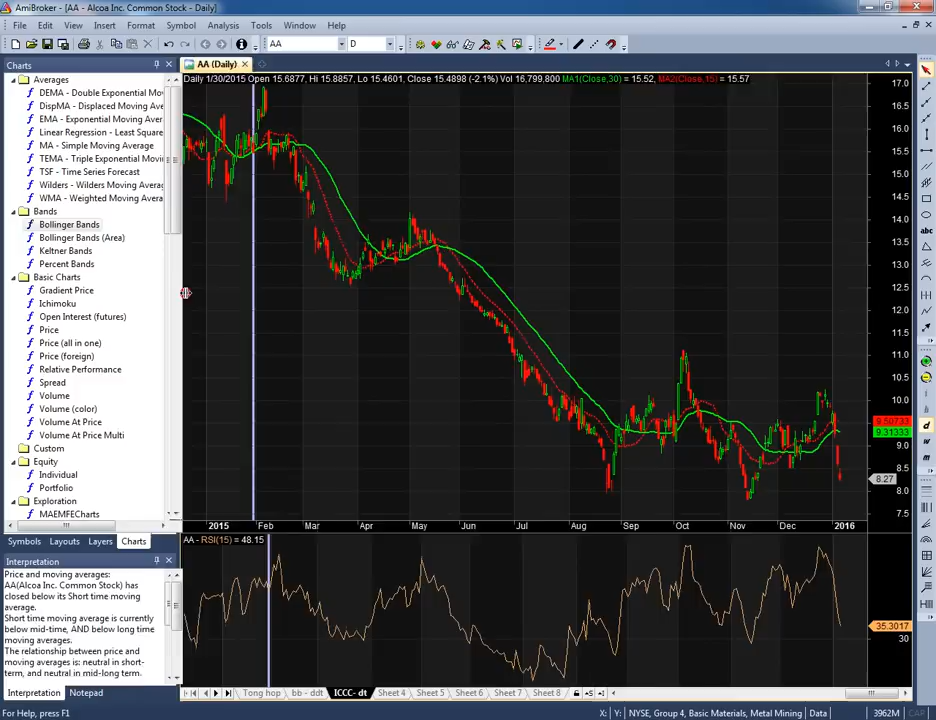 AmiBroker - [AA - Alcoa Inc. Common Stock - Daily]
File Edit View Insert Format Symbol Analysis Tools Window Help
AA D
Charts
AA (Daily)
Daily 1/30/2015 Open 15.6877, Hi 15.8857, Lo 15.4601, Close 15.4898 (-2.1%) Vol 16,799,800 MA1(Close,30) = 15.52, MA2(Close,15) = 15.57
Averages
DEMA - Double Exponential Mo
DispMA - Displaced Moving Ave
EMA - Exponential Moving Aver
Linear Regression - Least Square
MA - Simple Moving Average
TEMA - Triple Exponential Movi
TSF - Time Series Forecast
Wilders - Wilders Moving Averag
WMA - Weighted Moving Averag
Bands
Bollinger Bands
Bollinger Bands (Area)
Keltner Bands
Percent Bands
Basic Charts
Gradient Price
Ichimoku
Open Interest (futures)
Price
Price (all in one)
Price (foreign)
Relative Performance
Spread
Volume
Volume (color)
Volume At Price
Volume At Price Multi
Custom
Equity
Individual
Portfolio
Exploration
MAEMFECharts
17.0
16.5
16.0
15.5
15.0
14.5
14.0
13.5
13.0
12.5
12.0
11.5
11.0
10.5
10.0
9.50733
9.31333
9.0
8.5
8.27
8.0
7.5
2015 Feb Mar Apr May Jun Jul Aug Sep Oct Nov Dec 2016
Symbols Layouts Layers Charts
Interpretation
Price and moving averages:
AA(Alcoa Inc. Common Stock) has
closed below its Short time moving
average.
Short time moving average is currently
below mid-time, AND below long time
moving averages.
The relationship between price and
moving averages is: neutral in short-
term, and neutral in mid-long term.
Interpretation Notepad
AA - RSI(15) = 48.15
35.3017
30
Tong hop bb - ddt ICCC- dt Sheet 4 Sheet 5 Sheet 6 Sheet 7 Sheet 8
abc
d
w
m
For Help, press F1
X: Y: NYSE, Group 4, Basic Materials, Metal Mining Data 3962M CAP